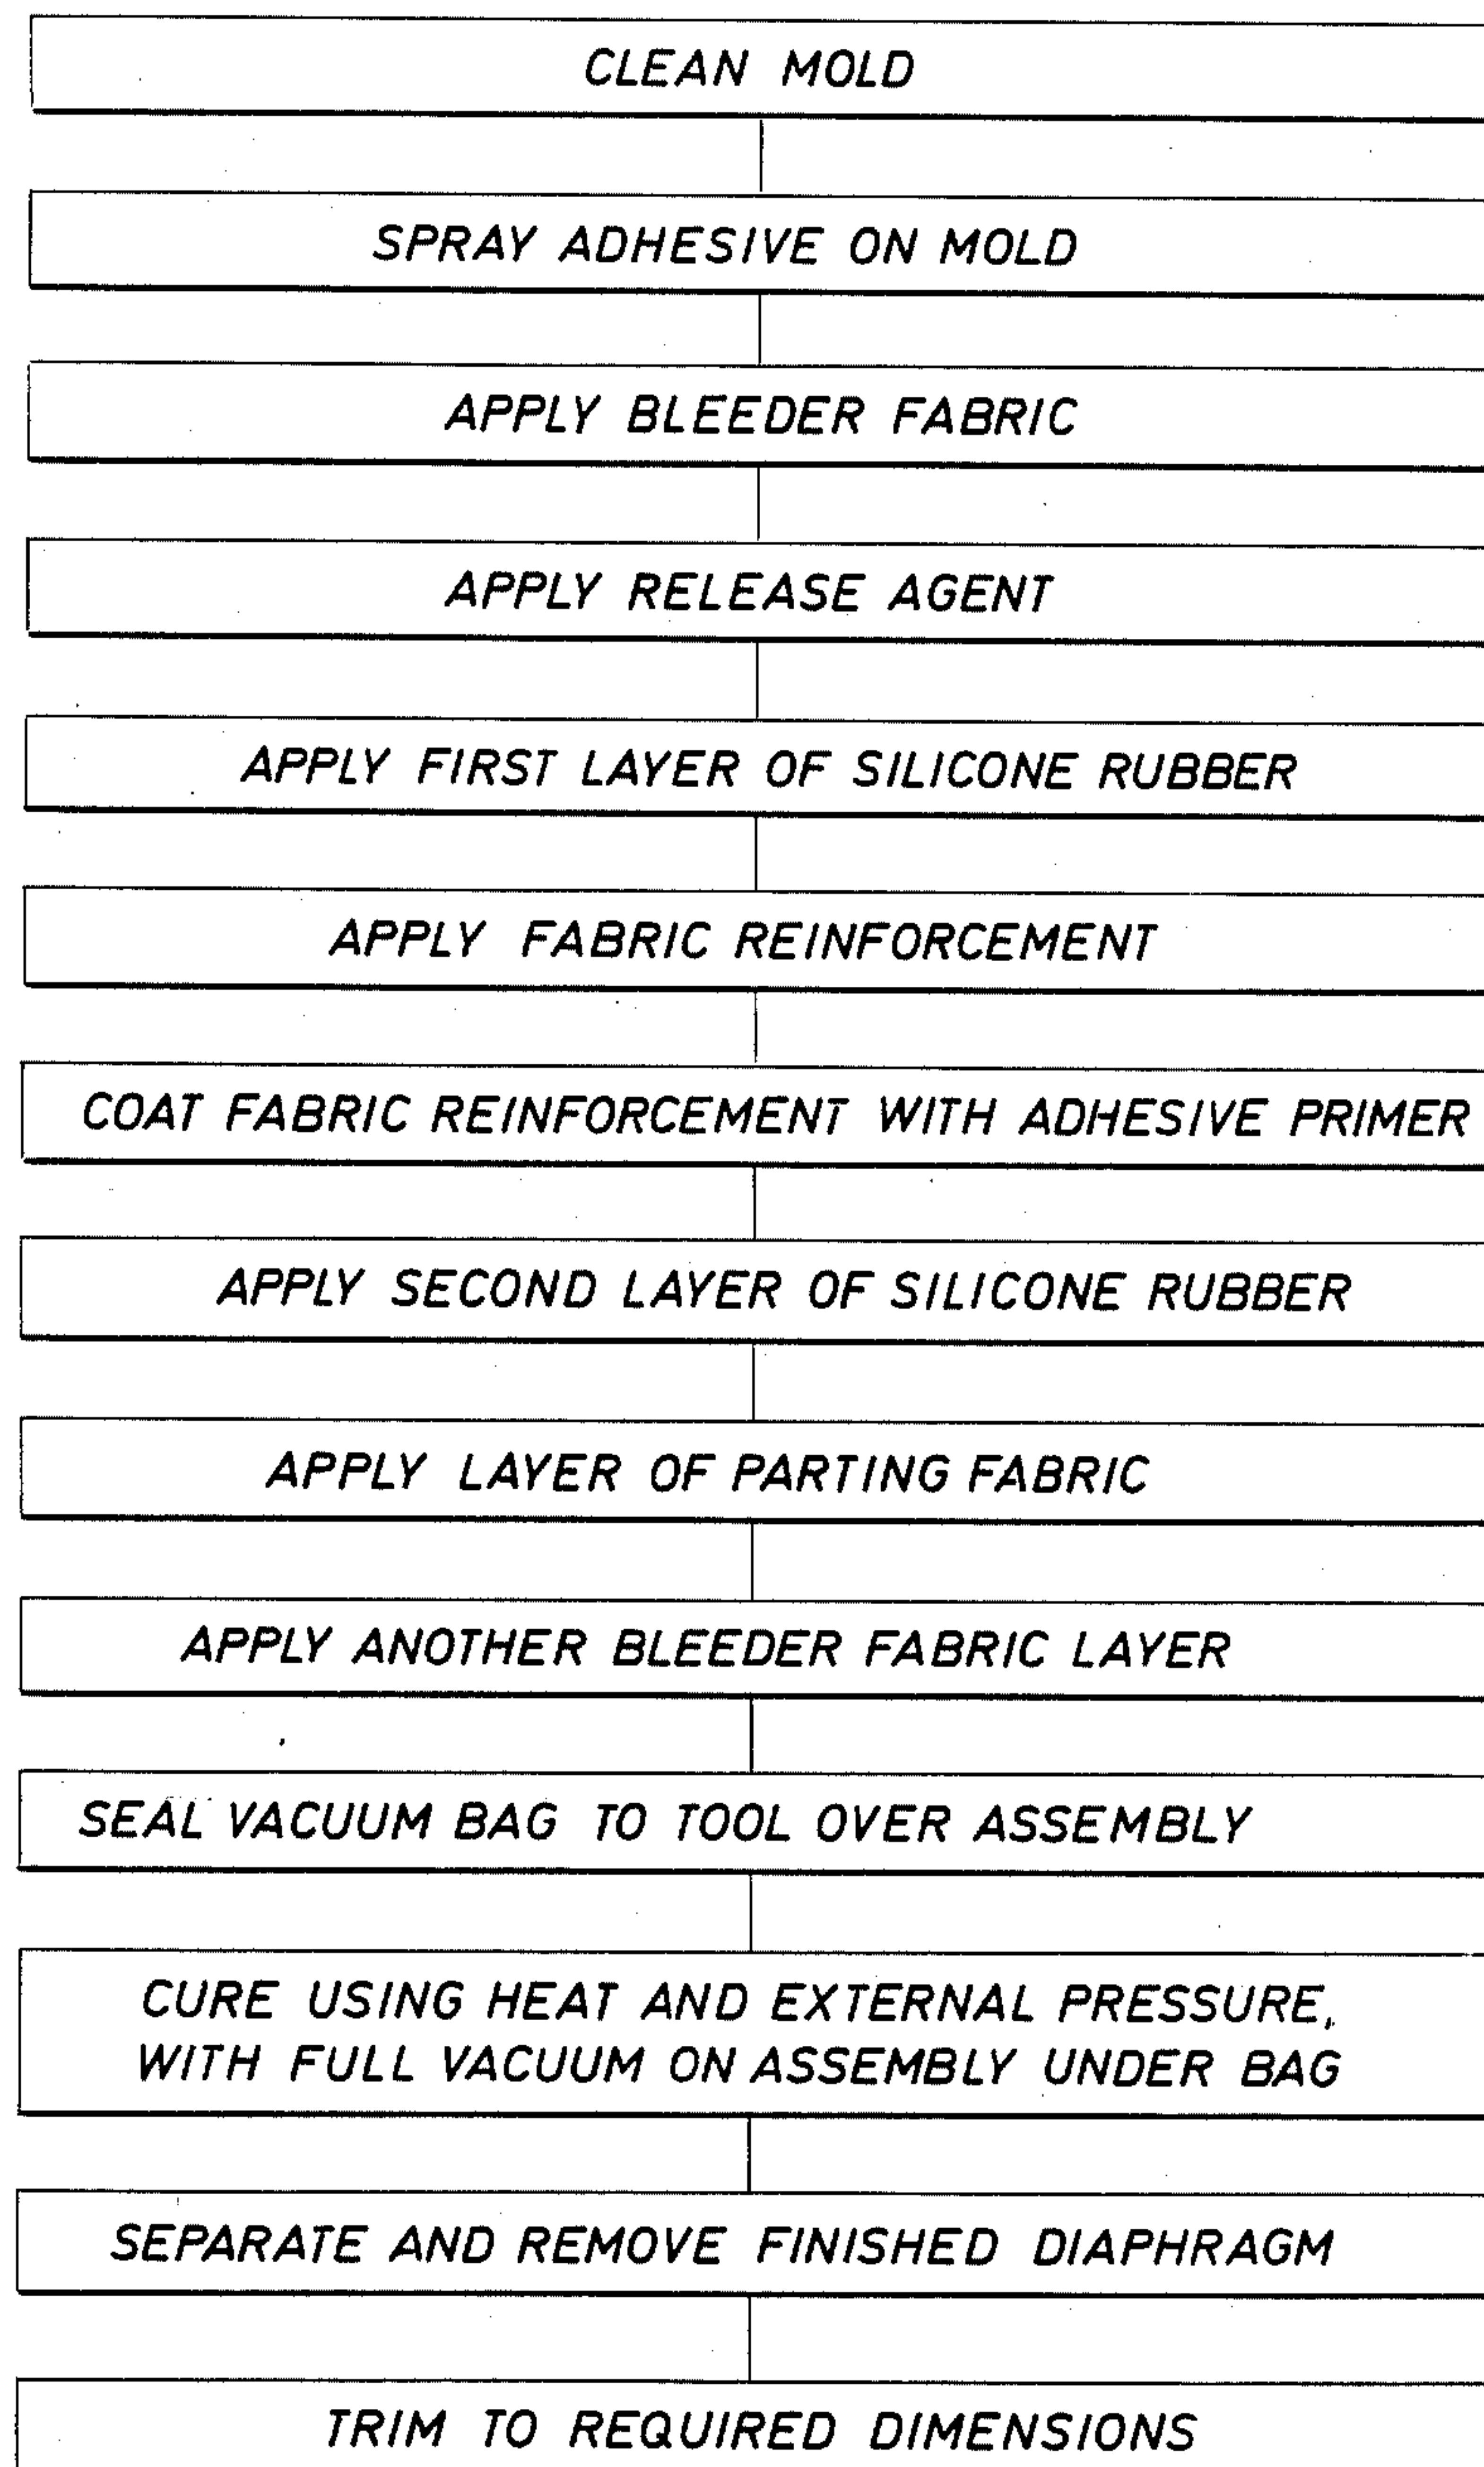 CLEAN MOLD
SPRAY ADHESIVE ON MOLD
APPLY BLEEDER FABRIC
APPLY RELEASE AGENT
APPLY FIRST LAYER OF SILICONE RUBBER
APPLY FABRIC REINFORCEMENT
COAT FABRIC REINFORCEMENT WITH ADHESIVE PRIMER
APPLY SECOND LAYER OF SILICONE RUBBER
APPLY LAYER OF PARTING FABRIC
APPLY ANOTHER BLEEDER FABRIC LAYER
SEAL VACUUM BAG TO TOOL OVER ASSEMBLY
CURE USING HEAT AND EXTERNAL PRESSURE,
WITH FULL VACUUM ON ASSEMBLY UNDER BAG
SEPARATE AND REMOVE FINISHED DIAPHRAGM
TRIM TO REQUIRED DIMENSIONS